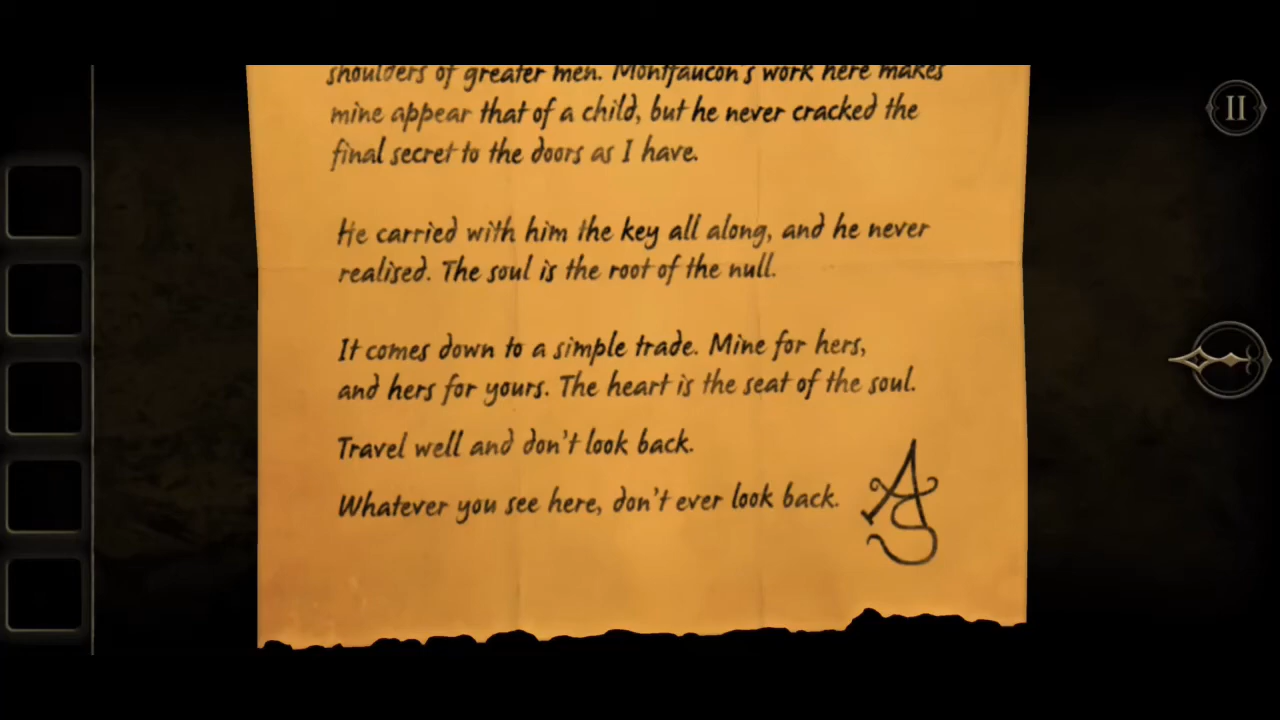 shoulders of greater men. Montfaucon's work here makes
mine appear that of a child, but he never cracked the
final secret to the doors as I have.
He carried with him the key all along, and he never
realised. The soul is the root of the null.
It comes down to a simple trade. Mine for hers,
and hers for yours. The heart is the seat of the soul.
Travel well and don't look back.
Whatever you see here, don't ever look back.
AS
II